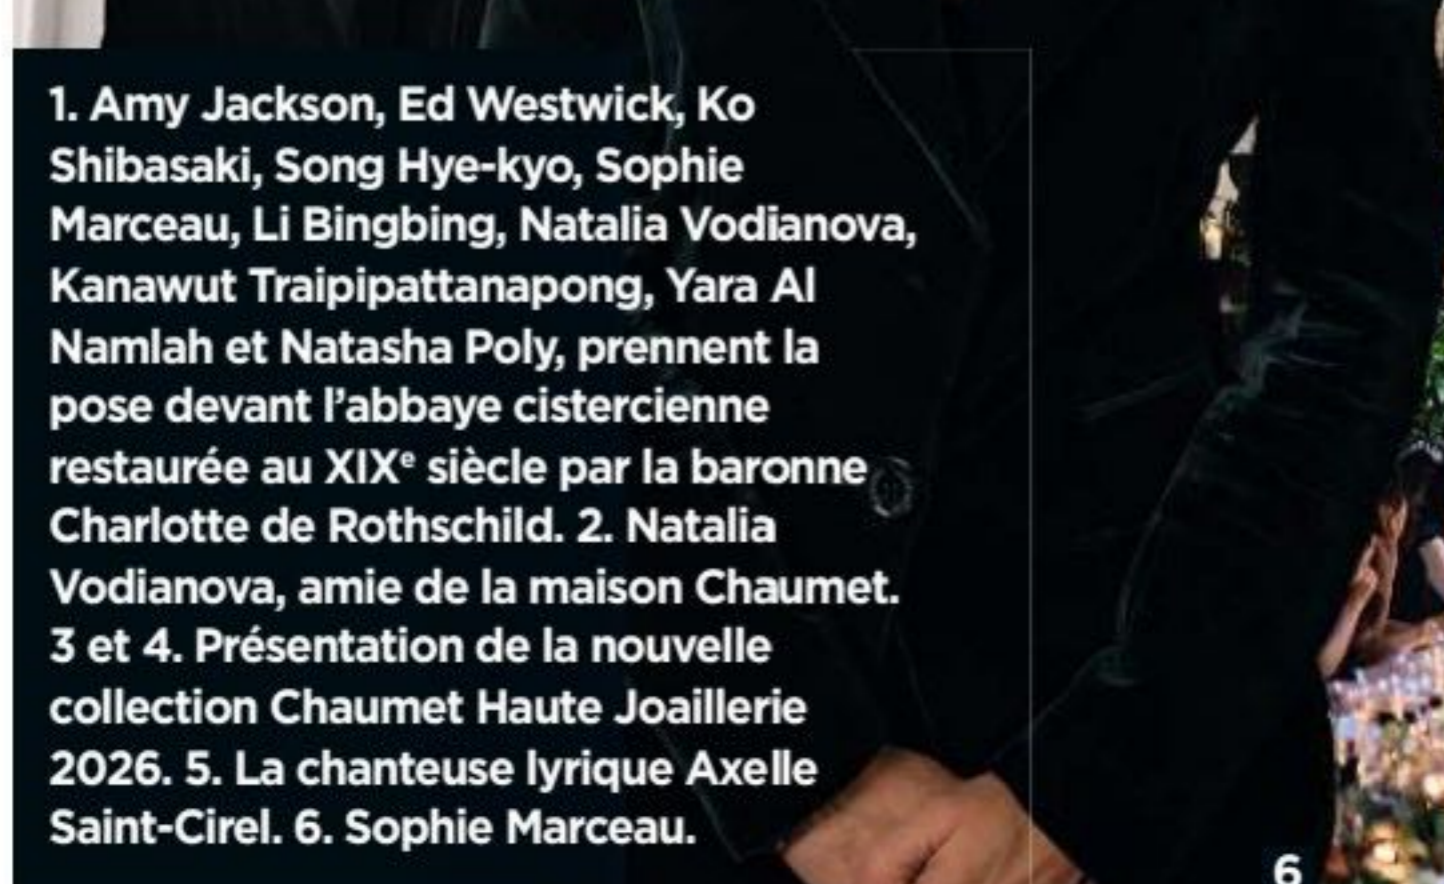 1. Amy Jackson, Ed Westwick, Ko
Shibasaki, Song Hye-kyo, Sophie
Marceau, Li Bingbing, Natalia Vodianova,
Kanawut Traipipattanapong, Yara Al
Namlah et Natasha Poly, prennent la
pose devant l’abbaye cistercienne
restaurée au XIXᵉ siècle par la baronne
Charlotte de Rothschild. 2. Natalia
Vodianova, amie de la maison Chaumet.
3 et 4. Présentation de la nouvelle
collection Chaumet Haute Joaillerie
2026. 5. La chanteuse lyrique Axelle
Saint-Cirel. 6. Sophie Marceau.
6